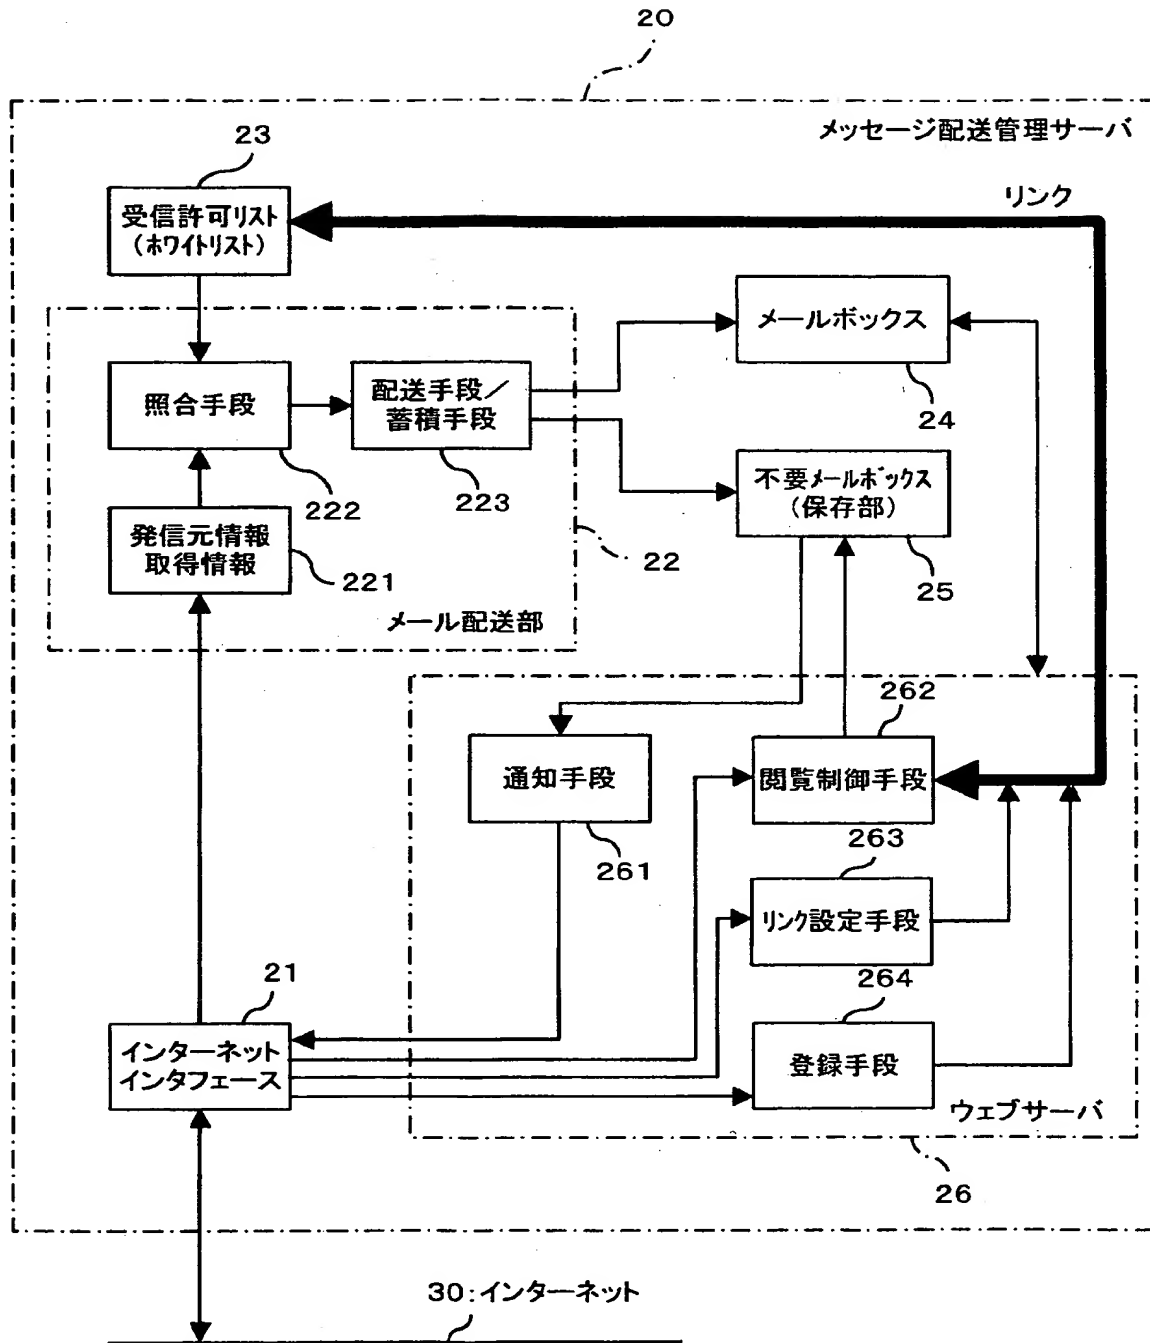 20
メッセージ配送管理サーバ
23
リンク
受信許可リスト
(ホワイトリスト)
メールボックス
24
照合手段
配送手段/
蓄積手段
222
223
不要メールボックス
(保存部)
25
発信元情報
取得情報
221
22
メール配送部
262
通知手段
261
閲覧制御手段
263
リンク設定手段
264
21
インターネット
インタフェース
登録手段
ウェブサーバ
26
30:インターネット